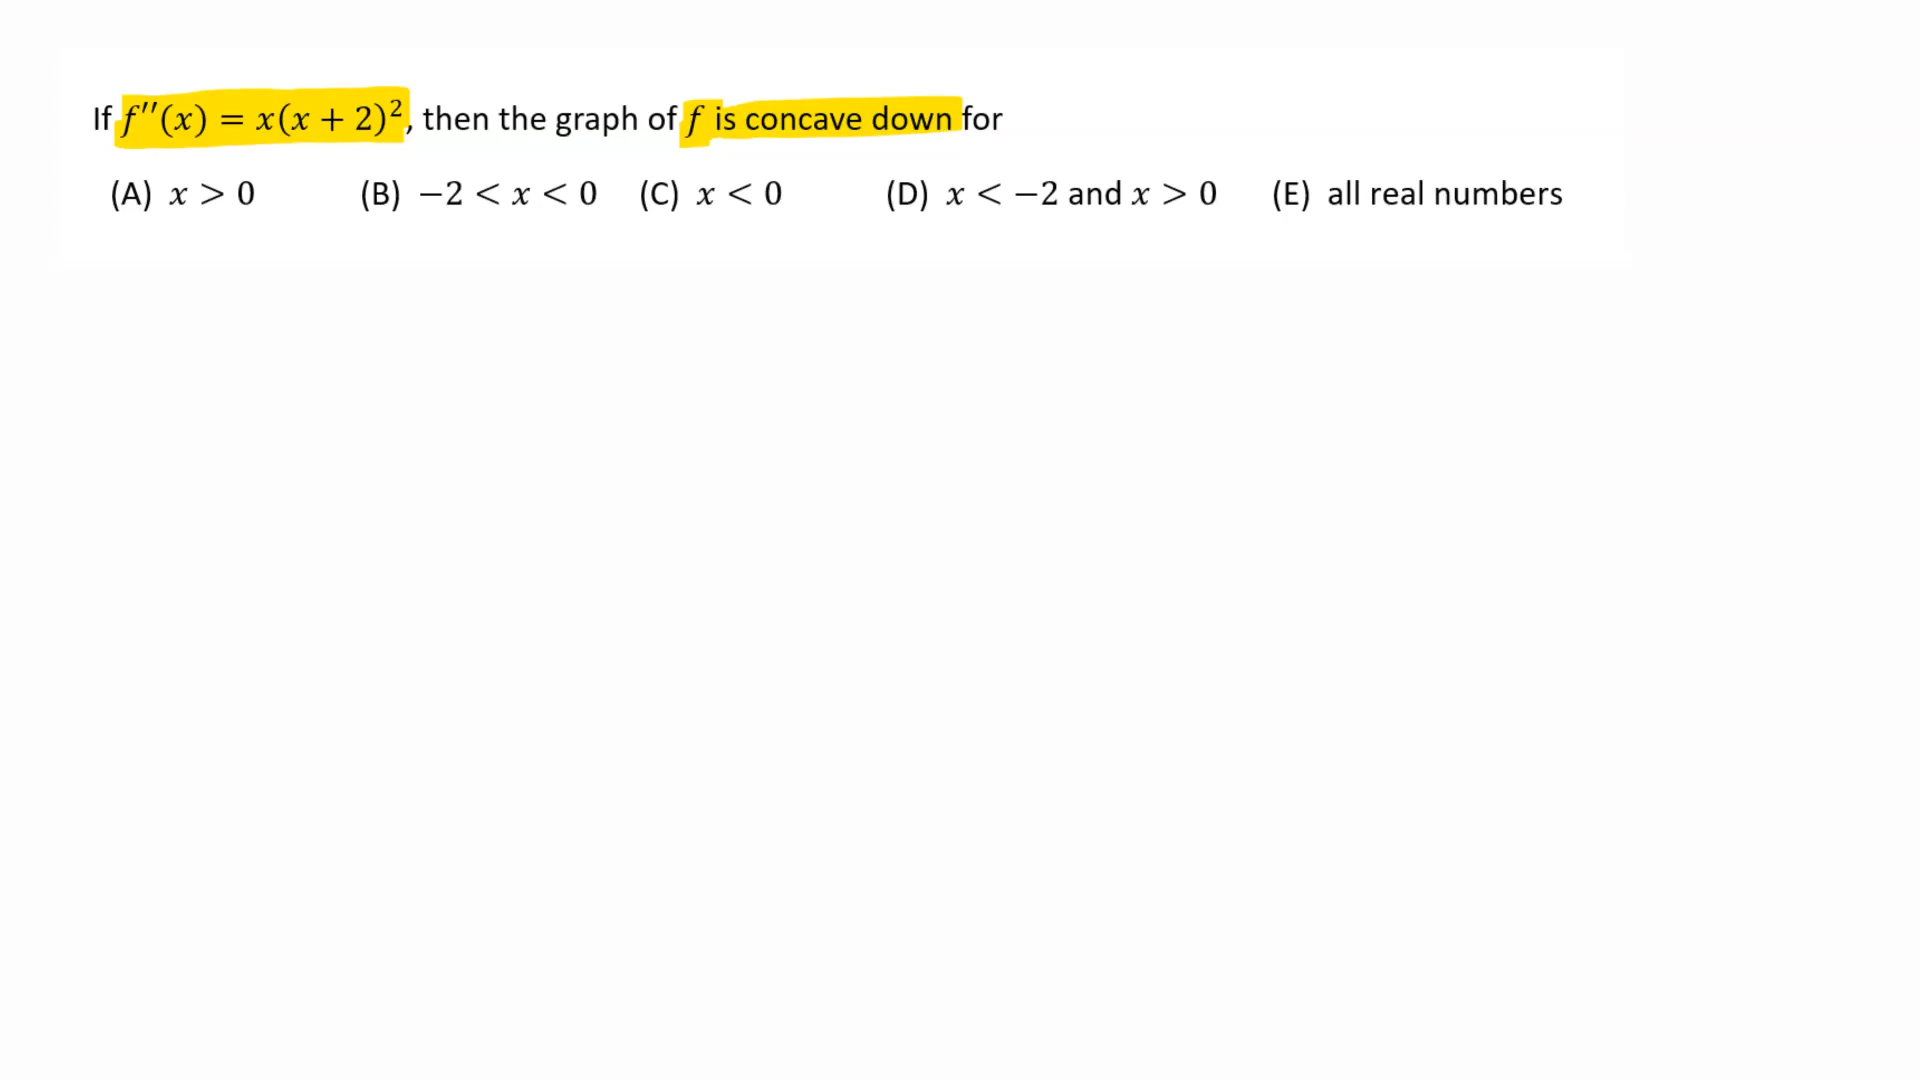 If f′′(x) = x(x + 2)², then the graph of f is concave down for
(A) x > 0 (B) −2 < x < 0 (C) x < 0 (D) x < −2 and x > 0 (E) all real numbers